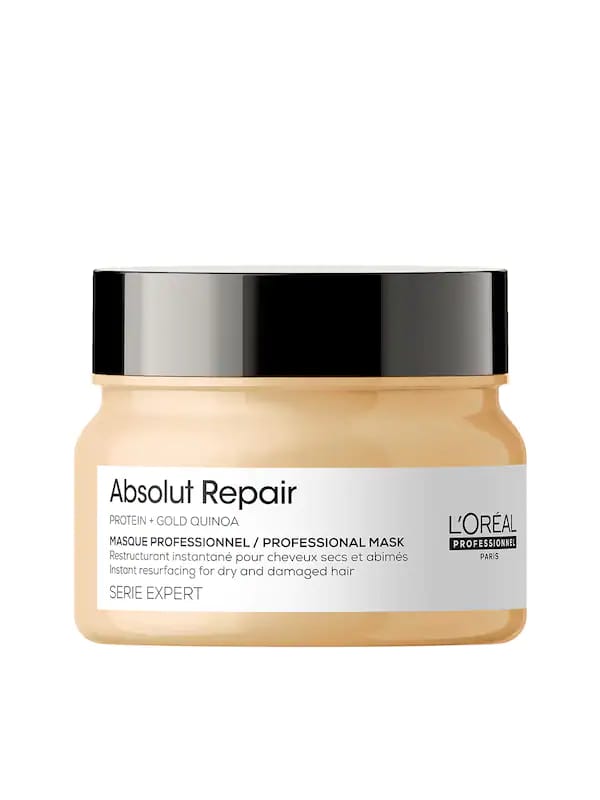 Absolut Repair
PROTEIN + GOLD QUINOA
MASQUE PROFESSIONNEL / PROFESSIONAL MASK
Restructurant instantané pour cheveux secs et abimés
Instant resurfacing for dry and damaged hair
SERIE EXPERT
L'ORÉAL
PROFESSIONNEL
PARIS